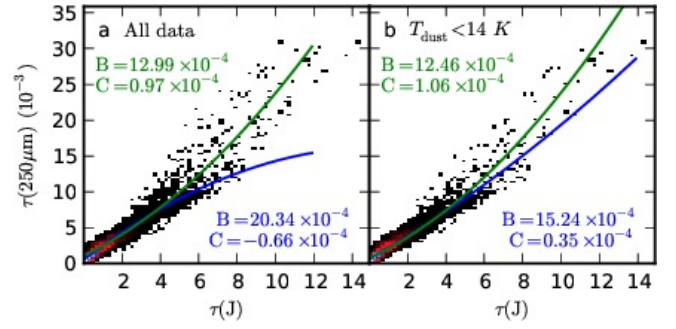 a All data
B=12.99 ×10⁻⁴
C=0.97 ×10⁻⁴
B=20.34 ×10⁻⁴
C=−0.66 ×10⁻⁴
b T_dust<14 K
B=12.46 ×10⁻⁴
C=1.06 ×10⁻⁴
B=15.24 ×10⁻⁴
C=0.35 ×10⁻⁴
τ(250μm) (10⁻³)
35
30
25
20
15
10
5
0
2 4 6 8 10 12 14
2 4 6 8 10 12 14
τ(J)
τ(J)